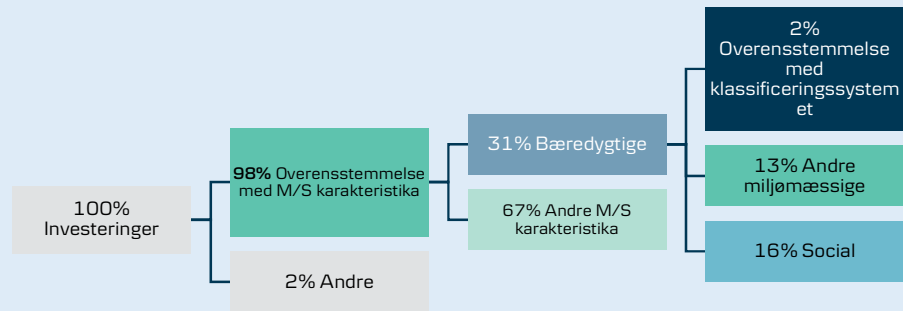 100%
Investeringer
98% Overensstemmelse
med M/S karakteristika
2% Andre
31% Bæredygtige
67% Andre M/S
karakteristika
2%
Overensstemmelse
med
klassificeringssystem
et
13% Andre
miljømæssige
16% Social